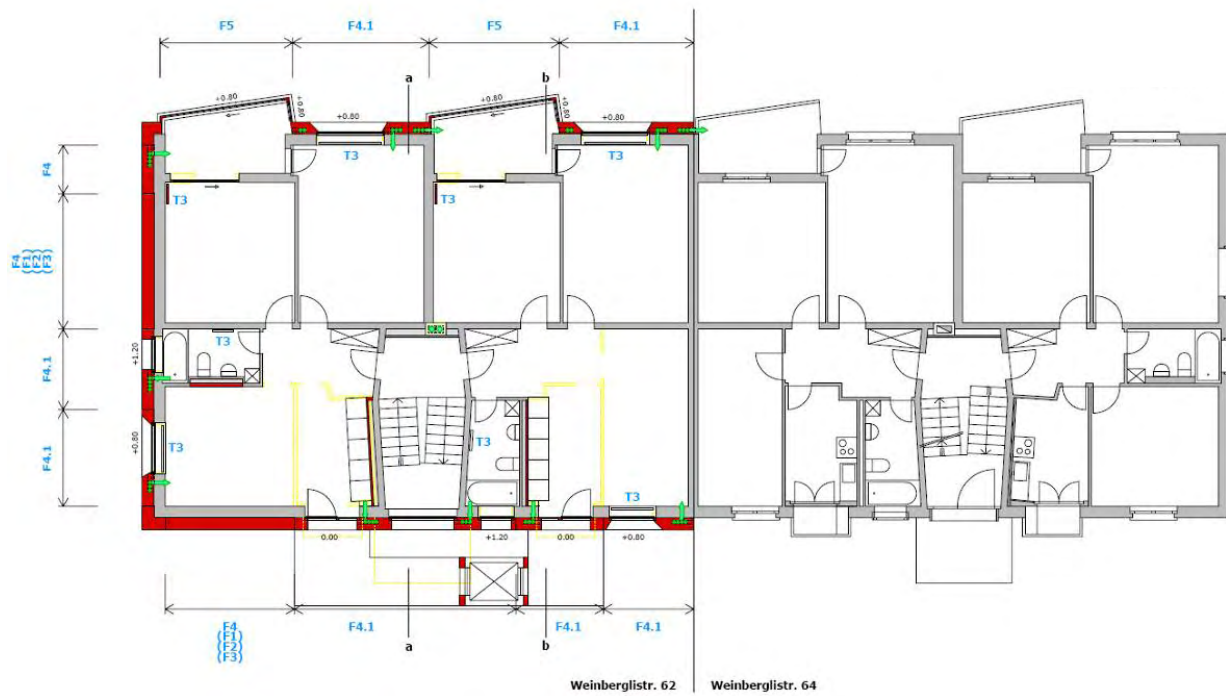 F5 F4.1 F5 F4.1
a b
+0.80 +0.80 +0.80 +0.80 +0.80 +0.80
F4
T3 T3
T3 T3
F4
(F1)
(F2)
(F3)
T3
+1.20
F4.1
T3
T3
+0.80
F4.1
T3
0.00 +1.20 0.00 +0.80
F4 F4.1 F4.1 F4.1
(F1)
(F2)
(F3)
a b
Weinberglistr. 62 Weinberglistr. 64